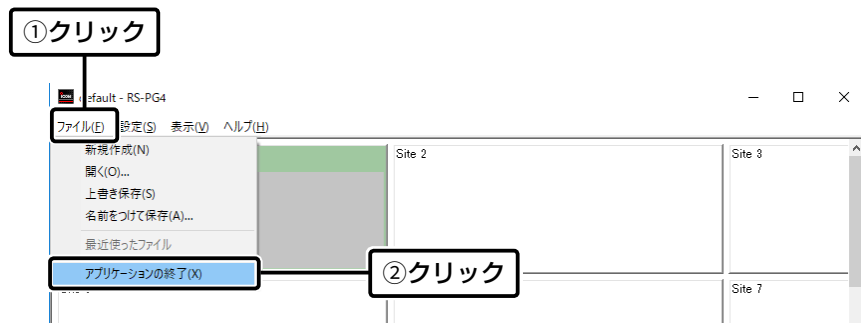 ①クリック
default - RS-PG4
ファイル(F) 設定(S) 表示(V) ヘルプ(H)
新規作成(N)
開く(O)...
上書き保存(S)
名前をつけて保存(A)...
最近使ったファイル
アプリケーションの終了(X)
②クリック
Site 2
Site 3
Site 7